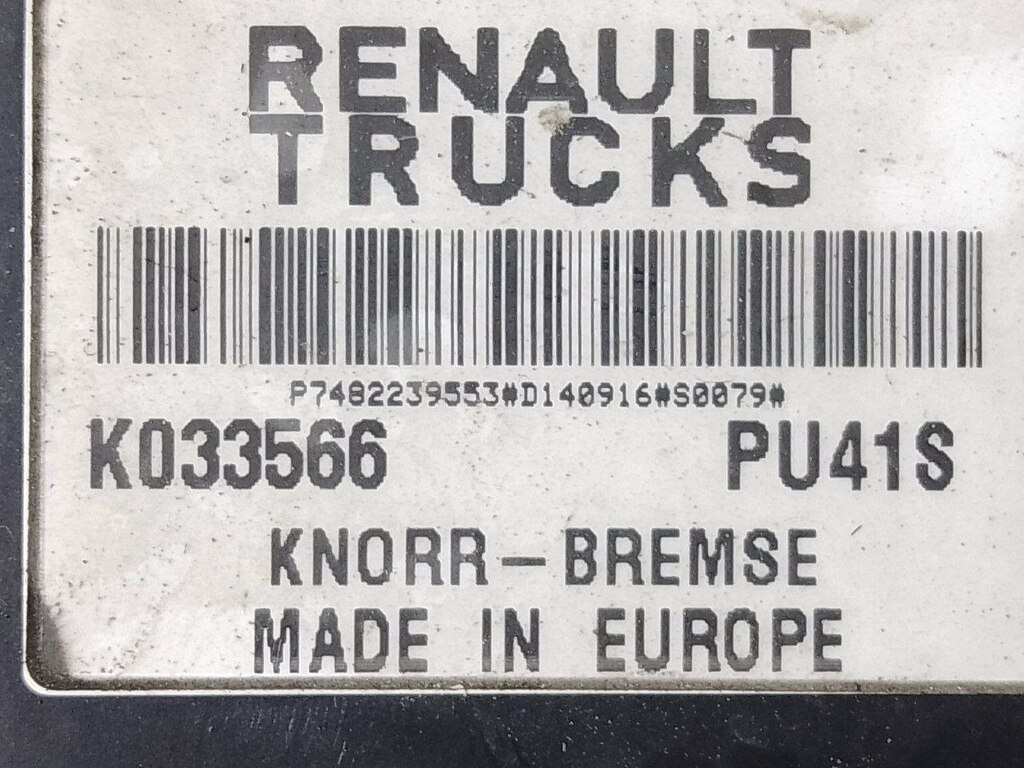 RENAULT
TRUCKS
P7482239553#D140916#S0079#
K033566 PU41S
KNORR-BREMSE
MADE IN EUROPE